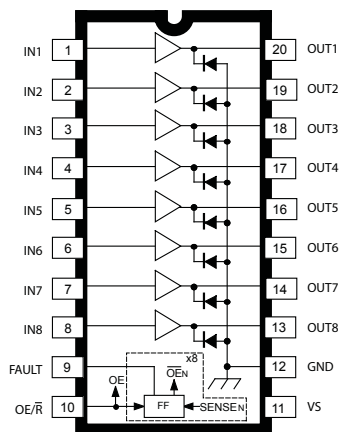 IN1 1 20 OUT1
IN2 2 19 OUT2
IN3 3 18 OUT3
IN4 4 17 OUT4
IN5 5 16 OUT5
IN6 6 15 OUT6
IN7 7 14 OUT7
IN8 8 13 OUT8
x8
FAULT 9 12 GND
OE O̅E̅N̅
OE/R̅ 10 FF SENSEN 11 VS